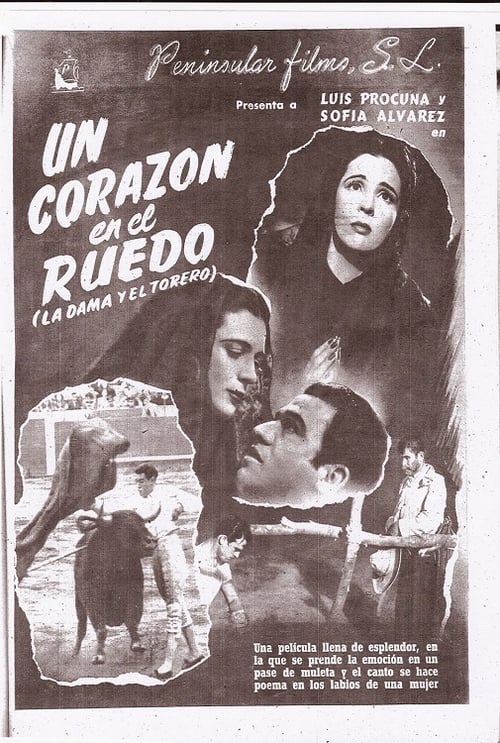 Peninsular films, S. L.
Presenta a
LUIS PROCUNA y
SOFIA ALVAREZ
en
UN
CORAZON
en el
RUEDO
(LA DAMA Y EL TORERO)
Una película llena de esplendor, en
la que se prende la emoción en un
pase de muleta y el canto se hace
poema en los labios de una mujer